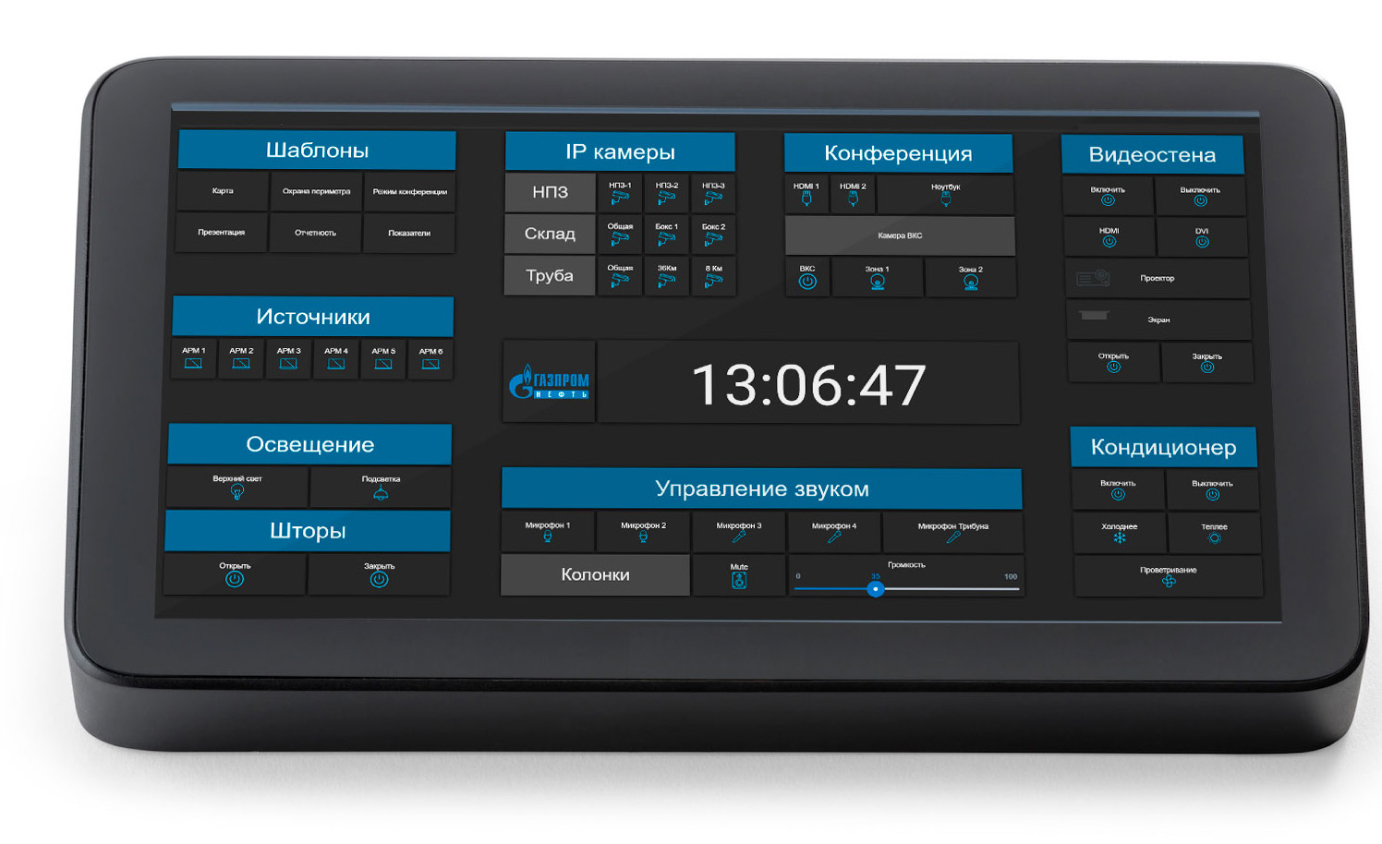 Шаблоны
Карта
Охрана периметра
Режим конференции
Презентация
Отчетность
Показатели
Источники
АРМ 1
АРМ 2
АРМ 3
АРМ 4
АРМ 5
АРМ 6
Освещение
Верхний свет
Подсветка
Шторы
Открыть
Закрыть
IP камеры
НПЗ
НПЗ-1
НПЗ-2
НПЗ-3
Склад
Общая
Бокс 1
Бокс 2
Труба
Общая
36Км
8 Км
ГАЗПРОМ
НЕФТЬ
13:06:47
Управление звуком
Микрофон 1
Микрофон 2
Микрофон 3
Микрофон 4
Микрофон Трибуна
Колонки
Mute
Громкость
0
35
100
Конференция
HDMI 1
HDMI 2
Ноутбук
Камера ВКС
ВКС
Зона 1
Зона 2
Видеостена
Включить
Выключить
HDMI
DVI
Проектор
Экран
Открыть
Закрыть
Кондиционер
Включить
Выключить
Холоднее
Теплее
Проветривание